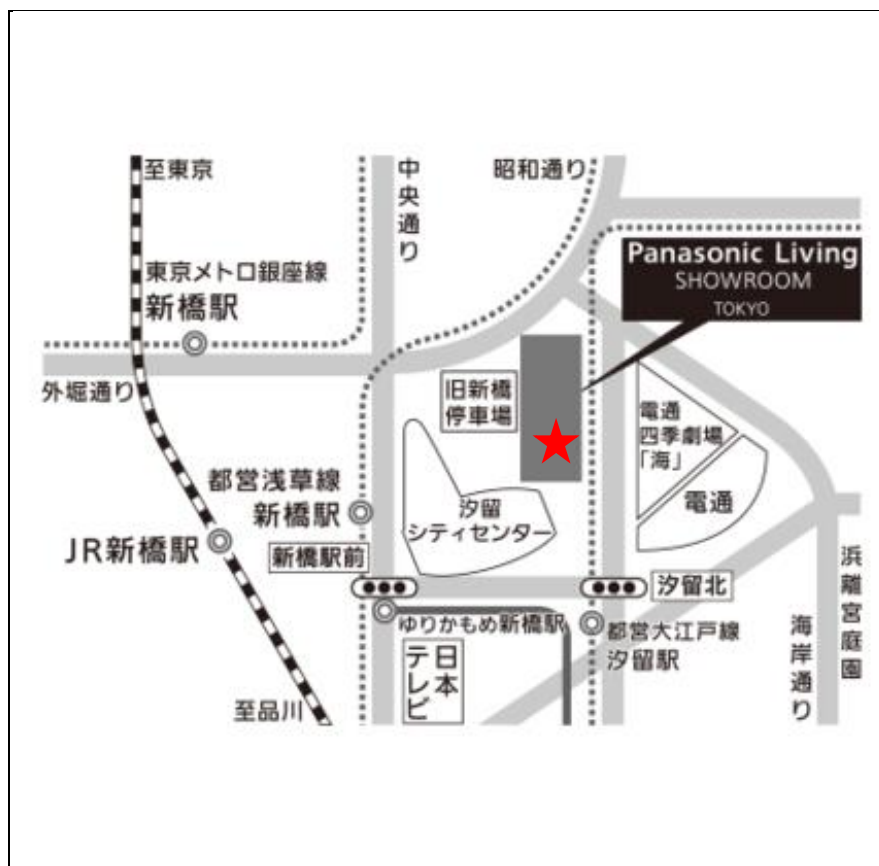 至東京
中央通り
昭和通り
東京メトロ銀座線
新橋駅
Panasonic Living
SHOWROOM
TOKYO
外堀通り
旧新橋
停車場
電通
四季劇場
「海」
都営浅草線
新橋駅
汐留
シティセンター
電通
JR新橋駅
新橋駅前
汐留北
浜離宮庭園
ゆりかもめ新橋駅
都営大江戸線
汐留駅
海岸通り
日本
テレビ
至品川